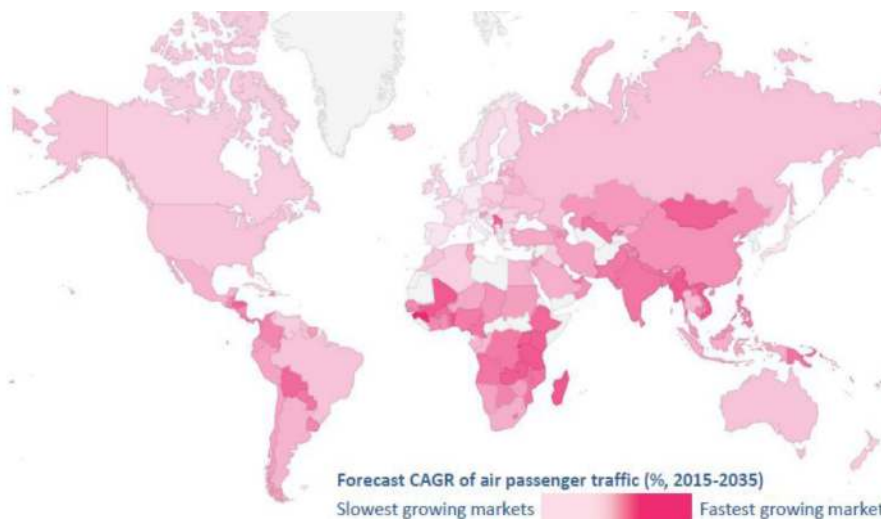 Forecast CAGR of air passenger traffic (%, 2015-2035)
Slowest growing markets Fastest growing market